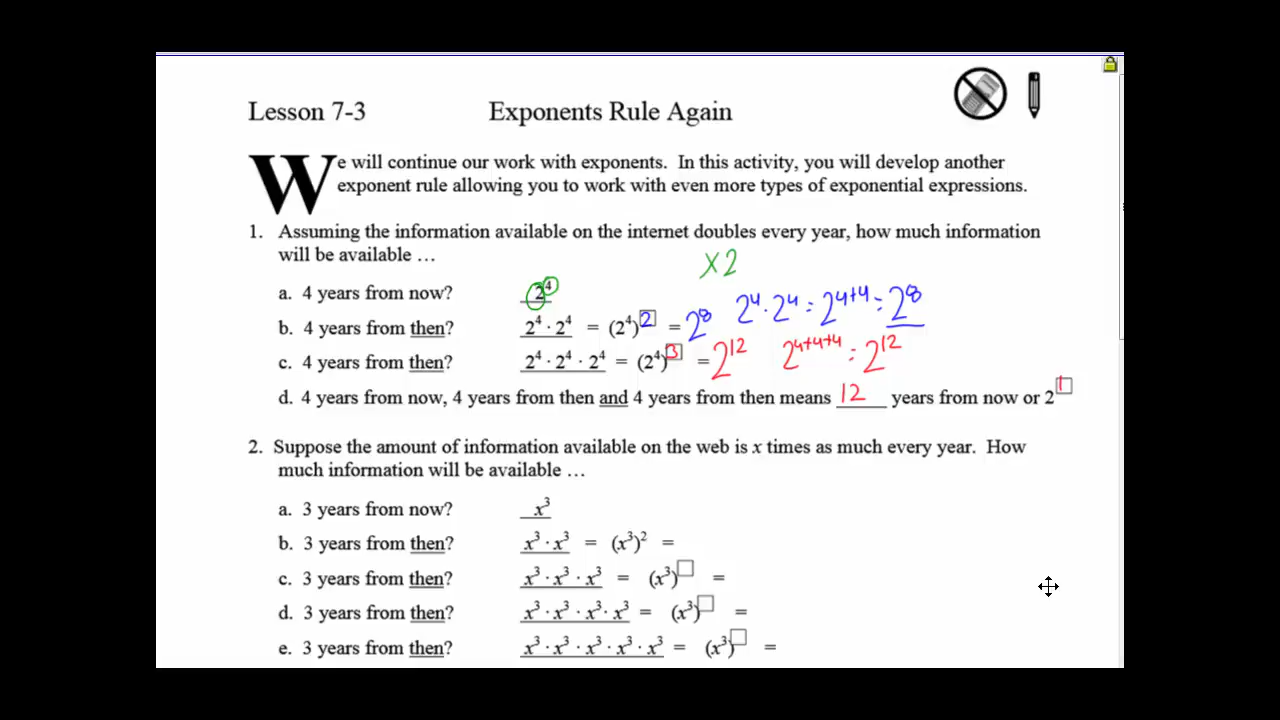 Lesson 7-3 Exponents Rule Again
We will continue our work with exponents. In this activity, you will develop another
exponent rule allowing you to work with even more types of exponential expressions.
1. Assuming the information available on the internet doubles every year, how much information
will be available …
×2
a. 4 years from now? 2⁴
b. 4 years from then? 2⁴ · 2⁴ = (2⁴)² = 2⁸ 2⁴ · 2⁴ = 2⁴⁺⁴ = 2⁸
c. 4 years from then? 2⁴ · 2⁴ · 2⁴ = (2⁴)³ = 2¹² 2⁴⁺⁴⁺⁴ = 2¹²
d. 4 years from now, 4 years from then and 4 years from then means 12 years from now or 2¹
2. Suppose the amount of information available on the web is x times as much every year. How
much information will be available …
a. 3 years from now? x³
b. 3 years from then? x³ · x³ = (x³)² =
c. 3 years from then? x³ · x³ · x³ = (x³)□ =
d. 3 years from then? x³ · x³ · x³ · x³ = (x³)□ =
e. 3 years from then? x³ · x³ · x³ · x³ · x³ = (x³)□ =